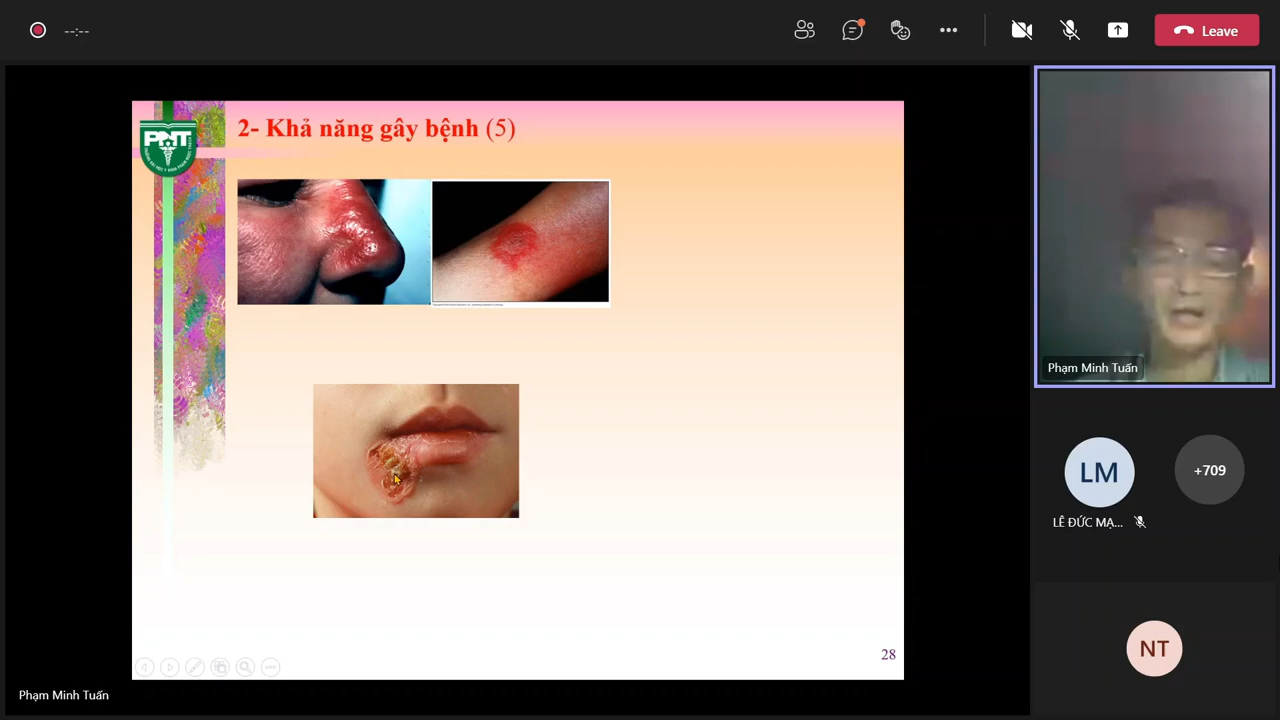 --:--
Leave
2- Khả năng gây bệnh (5)
PNT
Phạm Minh Tuấn
LM
+709
LÊ ĐỨC MẠ...
NT
28
Phạm Minh Tuấn